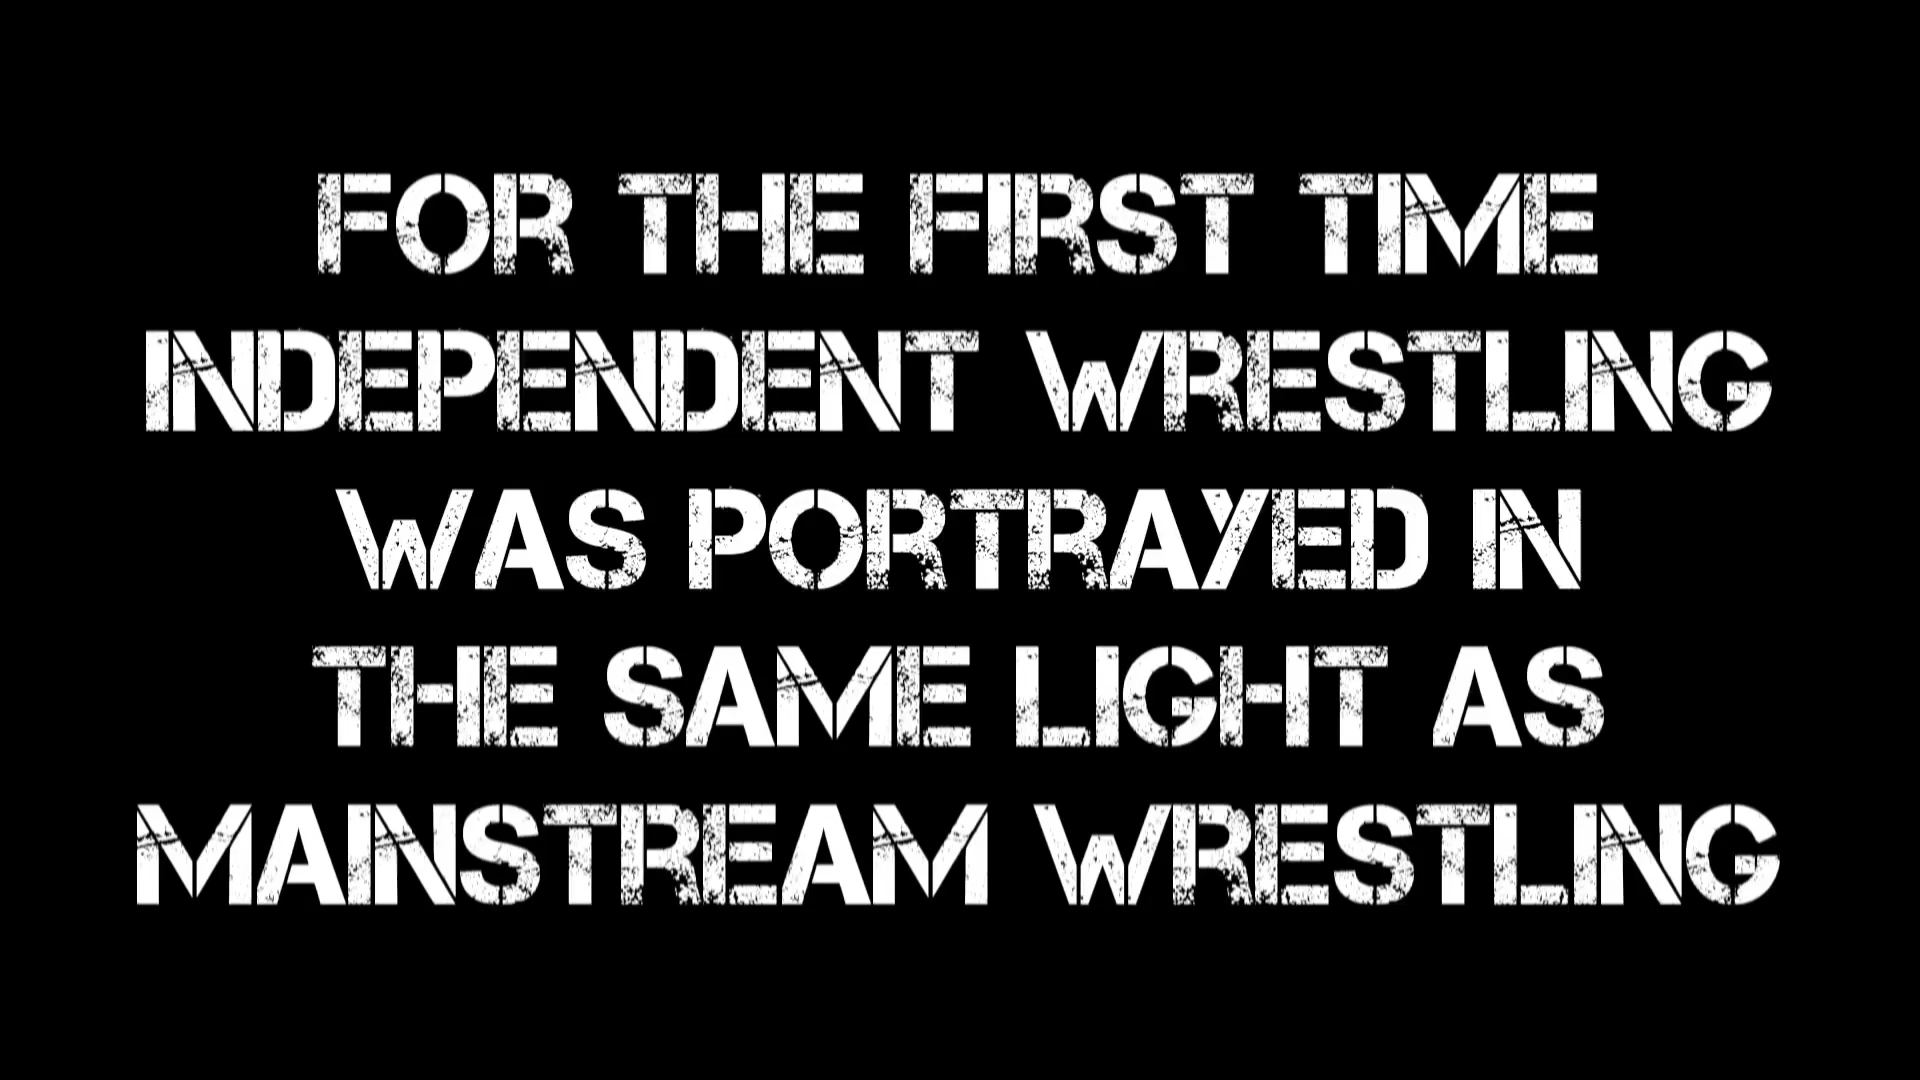 FOR THE FIRST TIME
INDEPENDENT WRESTLING
WAS PORTRAYED IN
THE SAME LIGHT AS
MAINSTREAM WRESTLING